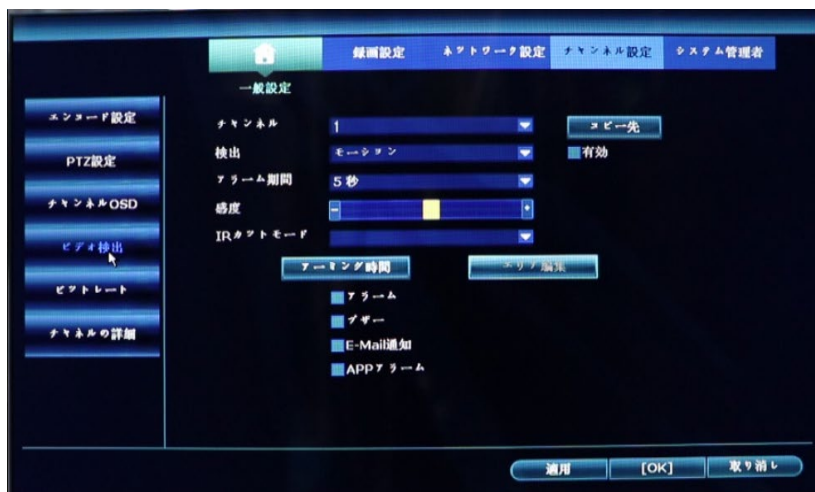 録画設定 ネットワーク設定 チャンネル設定 システム管理者
一般設定
エンコード設定
PTZ設定
チャンネルOSD
ビデオ検出
ビットレート
チャネルの詳細
チャンネル 1 コピー先
検出 モーション 有効
アラーム期間 5秒
感度 - +
IRカットモード
アーミング時間 エリア編集
アラーム
ブザー
E-Mail通知
APPアラーム
適用 [OK] 取り消し